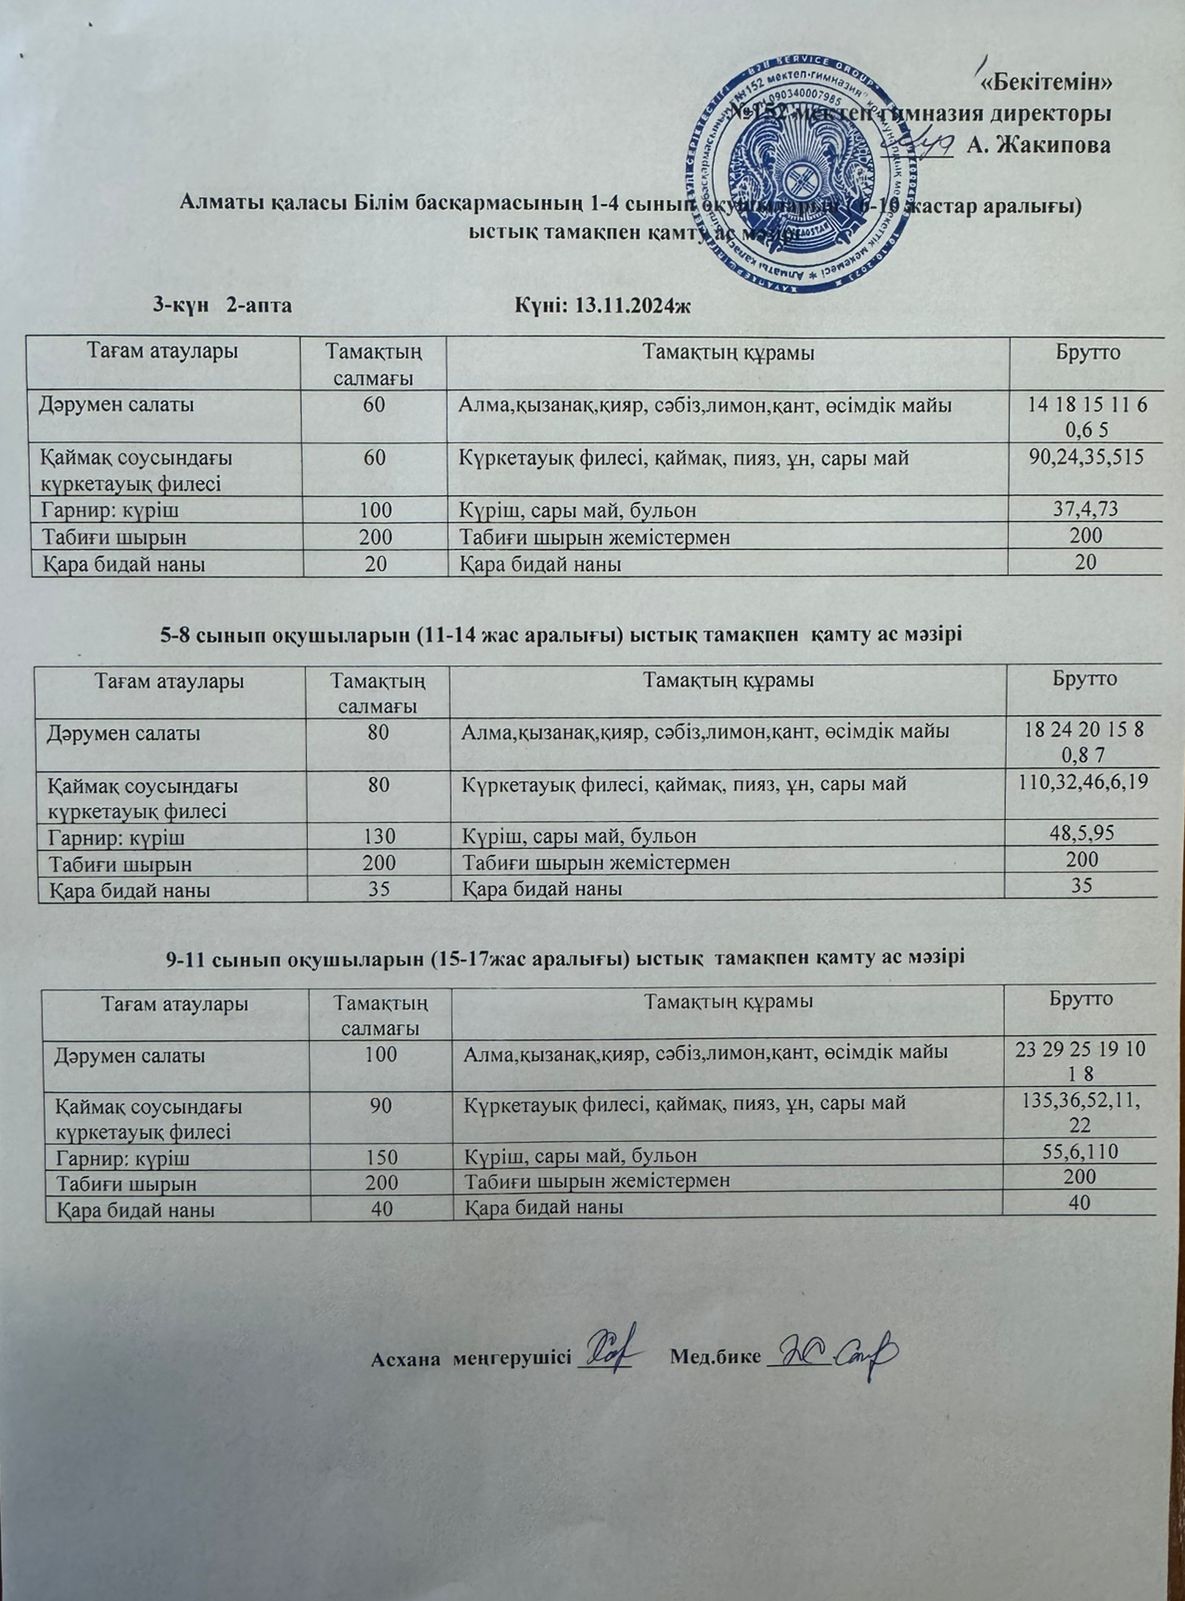 «Бекітемін»
№152 мектеп гимназия директоры
А. Жакипова
Алматы қаласы Білім басқармасының 1-4 сынып оқушыларын ( 6-10 жастар аралығы)
ыстық тамақпен қамту ас мәзірі
3-күн 2-апта Күні: 13.11.2024ж
Тағам атаулары Тамақтың салмағы Тамақтың құрамы Брутто
Дәрумен салаты 60 Алма,қызанақ,қияр, сәбіз,лимон,қант, өсімдік майы 14 18 15 11 6
0,6 5
Қаймақ соусындағы 60 Күркетауық филесі, қаймақ, пияз, ұн, сары май 90,24,35,515
күркетауық филесі
Гарнир: күріш 100 Күріш, сары май, бульон 37,4,73
Табиғи шырын 200 Табиғи шырын жемістермен 200
Қара бидай наны 20 Қара бидай наны 20
5-8 сынып оқушыларын (11-14 жас аралығы) ыстық тамақпен қамту ас мәзірі
Тағам атаулары Тамақтың салмағы Тамақтың құрамы Брутто
Дәрумен салаты 80 Алма,қызанақ,қияр, сәбіз,лимон,қант, өсімдік майы 18 24 20 15 8
0,8 7
Қаймақ соусындағы 80 Күркетауық филесі, қаймақ, пияз, ұн, сары май 110,32,46,6,19
күркетауық филесі
Гарнир: күріш 130 Күріш, сары май, бульон 48,5,95
Табиғи шырын 200 Табиғи шырын жемістермен 200
Қара бидай наны 35 Қара бидай наны 35
9-11 сынып оқушыларын (15-17жас аралығы) ыстық тамақпен қамту ас мәзірі
Тағам атаулары Тамақтың салмағы Тамақтың құрамы Брутто
Дәрумен салаты 100 Алма,қызанақ,қияр, сәбіз,лимон,қант, өсімдік майы 23 29 25 19 10
1 8
Қаймақ соусындағы 90 Күркетауық филесі, қаймақ, пияз, ұн, сары май 135,36,52,11,
күркетауық филесі 22
Гарнир: күріш 150 Күріш, сары май, бульон 55,6,110
Табиғи шырын 200 Табиғи шырын жемістермен 200
Қара бидай наны 40 Қара бидай наны 40
Асхана меңгерушісі Мед.бике